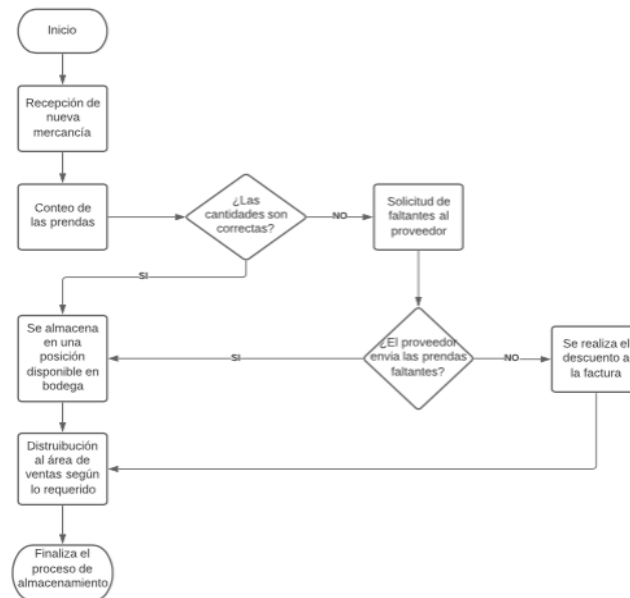 Inicio
Recepción de
nueva
mercancía
Conteo de
las prendas
¿Las
cantidades son
correctas?
NO
Solicitud de
faltantes al
proveedor
SI
Se almacena
en una
posición
disponible en
bodega
SI
¿El proveedor
envia las prendas
faltantes?
NO
Se realiza el
descuento a
la factura
Distruibución
al área de
ventas según
lo requerido
Finaliza el
proceso de
almacenamiento